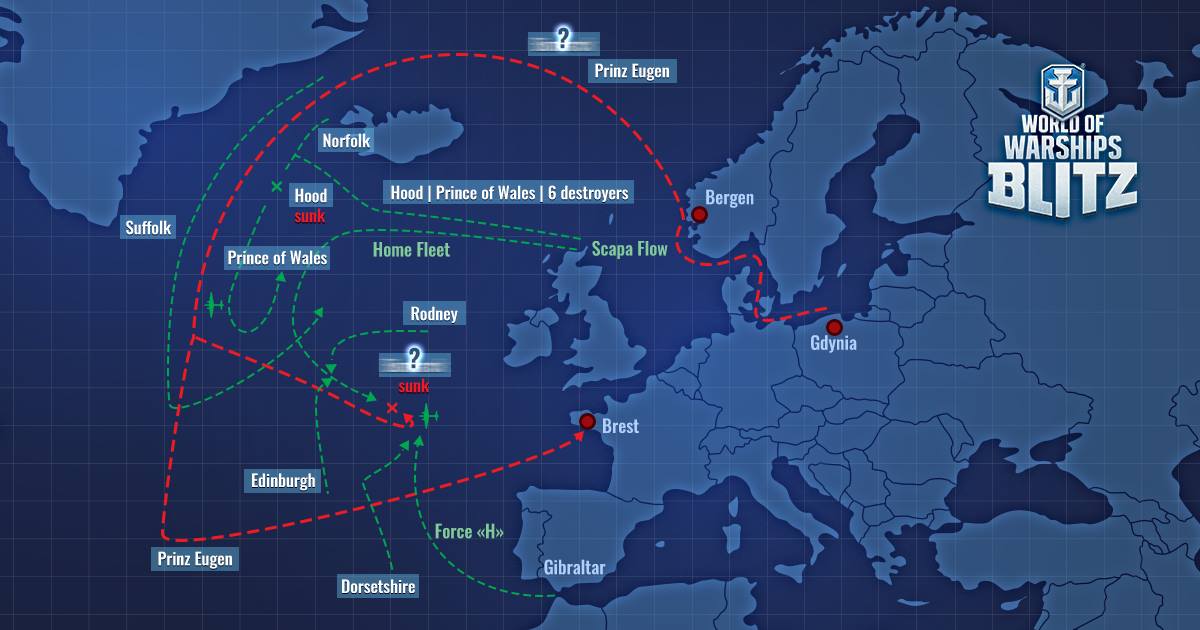 ?
Prinz Eugen
WORLD OF
WARSHIPS
BLITZ
Norfolk
Hood
sunk
Hood | Prince of Wales | 6 destroyers
Bergen
Suffolk
Home Fleet
Scapa Flow
Prince of Wales
Rodney
Gdynia
?
sunk
Brest
Edinburgh
Force «H»
Prinz Eugen
Gibraltar
Dorsetshire